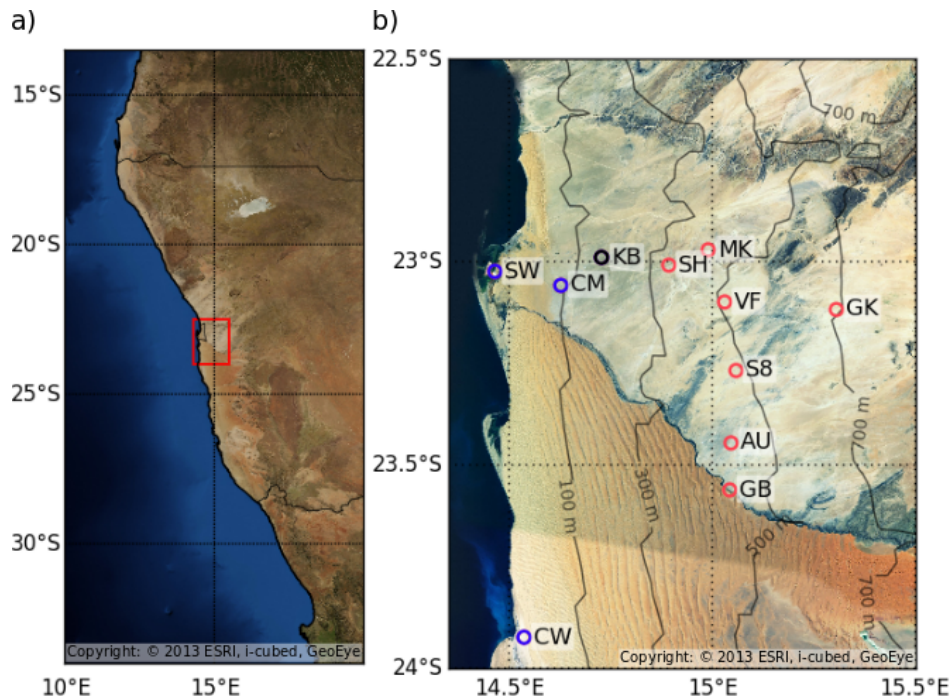 a)
15°S
20°S
25°S
30°S
10°E
15°E
Copyright: © 2013 ESRI, i-cubed, GeoEye
b)
22.5°S
23°S
23.5°S
24°S
14.5°E
15°E
15.5°E
700 m
SW
CM
KB
SH
MK
VF
GK
S8
AU
GB
CW
100 m
300 m
500
700 m
700 m
Copyright: © 2013 ESRI, i-cubed, GeoEye